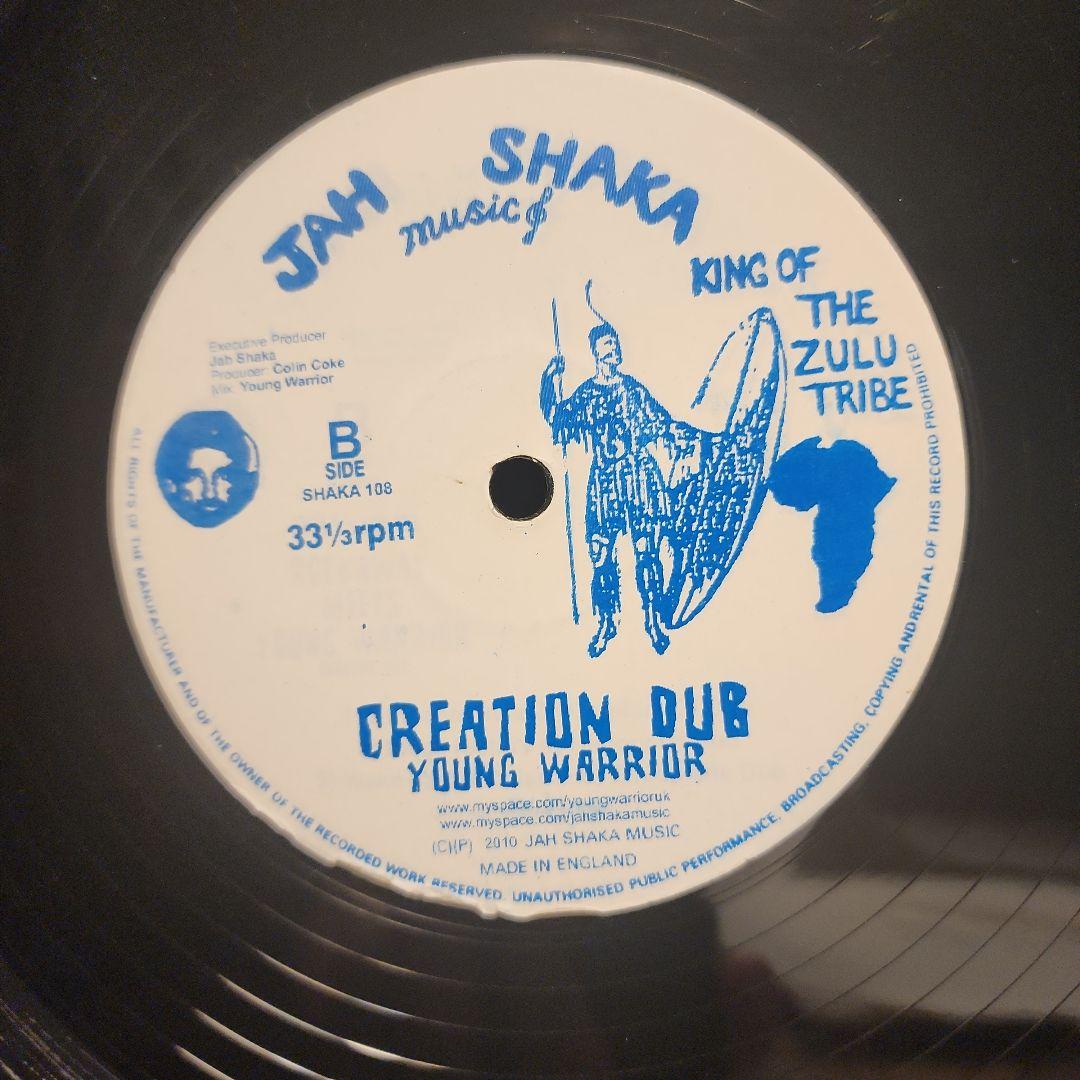 JAH SHAKA
music
KING OF
THE
ZULU
TRIBE
Executive Producer
Jah Shaka
Producer: Colin Coke
Mix: Young Warrior
B
SIDE
SHAKA 108
33⅓rpm
CREATION DUB
YOUNG WARRIOR
www.myspace.com/youngwarrioruk
www.myspace.com/jahshakamusic
(C)(P) 2010 JAH SHAKA MUSIC
MADE IN ENGLAND
ALL RIGHTS OF THE MANUFACTURER AND OF THE OWNER OF THE RECORDED WORK RESERVED. UNAUTHORISED PUBLIC PERFORMANCE, BROADCASTING, COPYING ANDRENTAL OF THIS RECORD PROHIBITED